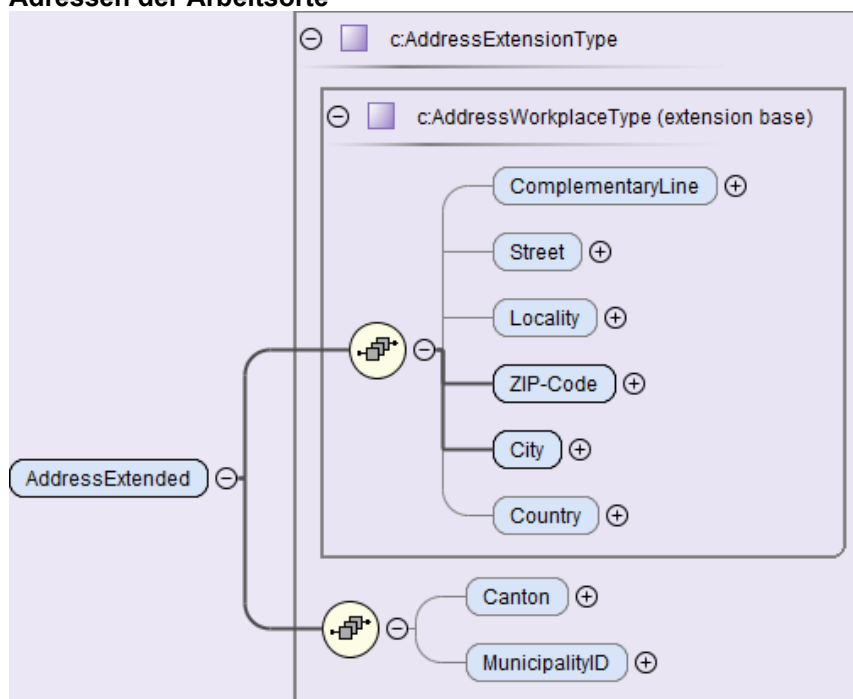 Adressen der Arbeitsorte
c:AddressExtensionType
c:AddressWorkplaceType (extension base)
ComplementaryLine
Street
Locality
ZIP-Code
City
AddressExtended
Country
Canton
MunicipalityID